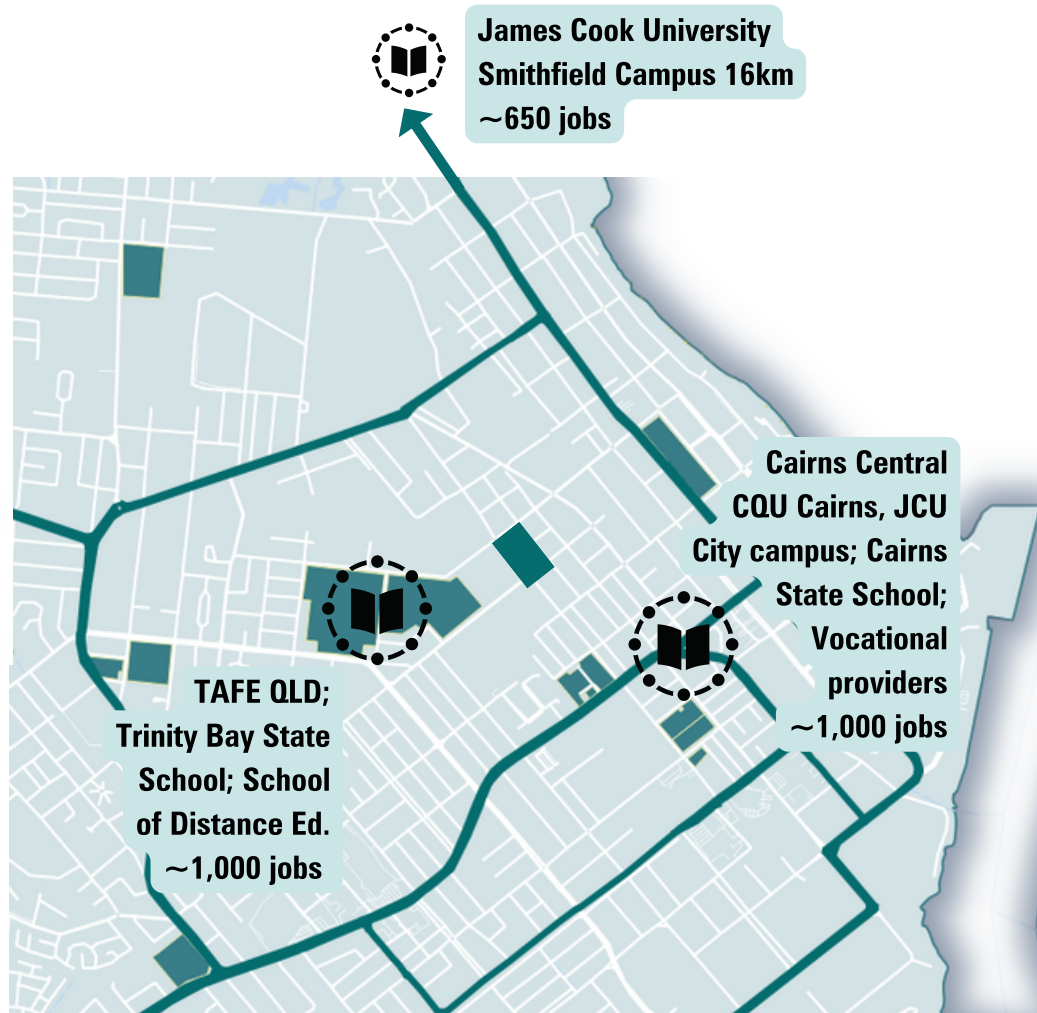 James Cook University
Smithfield Campus 16km
~650 jobs
Cairns Central
CQU Cairns, JCU
City campus; Cairns
State School;
Vocational
providers
~1,000 jobs
TAFE QLD;
Trinity Bay State
School; School
of Distance Ed.
~1,000 jobs